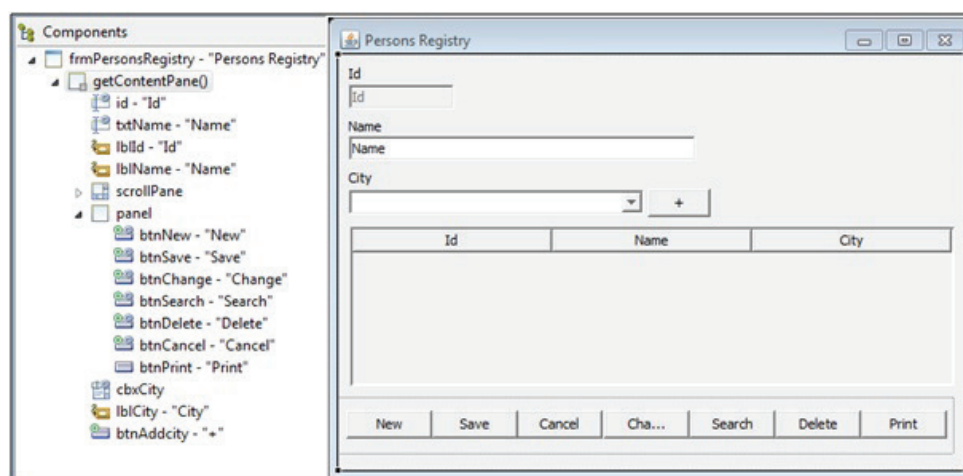 Components
frmPersonsRegistry - "Persons Registry"
getContentPane()
id - "Id"
txtName - "Name"
lblId - "Id"
lblName - "Name"
scrollPane
panel
btnNew - "New"
btnSave - "Save"
btnChange - "Change"
btnSearch - "Search"
btnDelete - "Delete"
btnCancel - "Cancel"
btnPrint - "Print"
cbxCity
lblCity - "City"
btnAddcity - "+"
Persons Registry
Id
Id
Name
Name
City
+
Id Name City
New Save Cancel Cha... Search Delete Print